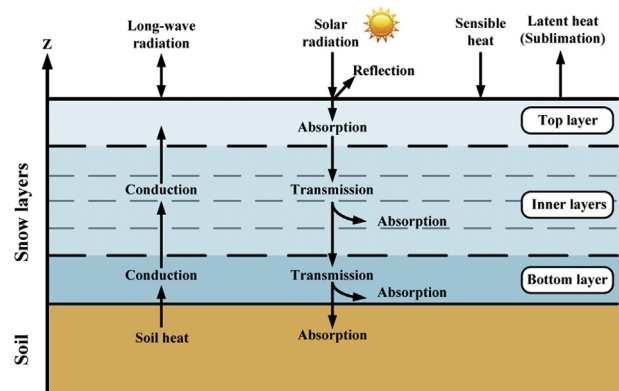 Long-wave
radiation
Solar
radiation
Sensible
heat
Latent heat
(Sublimation)
Z
Reflection
Top layer
Absorption
Snow layers
Conduction
Transmission
Inner layers
Absorption
Conduction
Transmission
Bottom layer
Absorption
Soil
Soil heat
Absorption